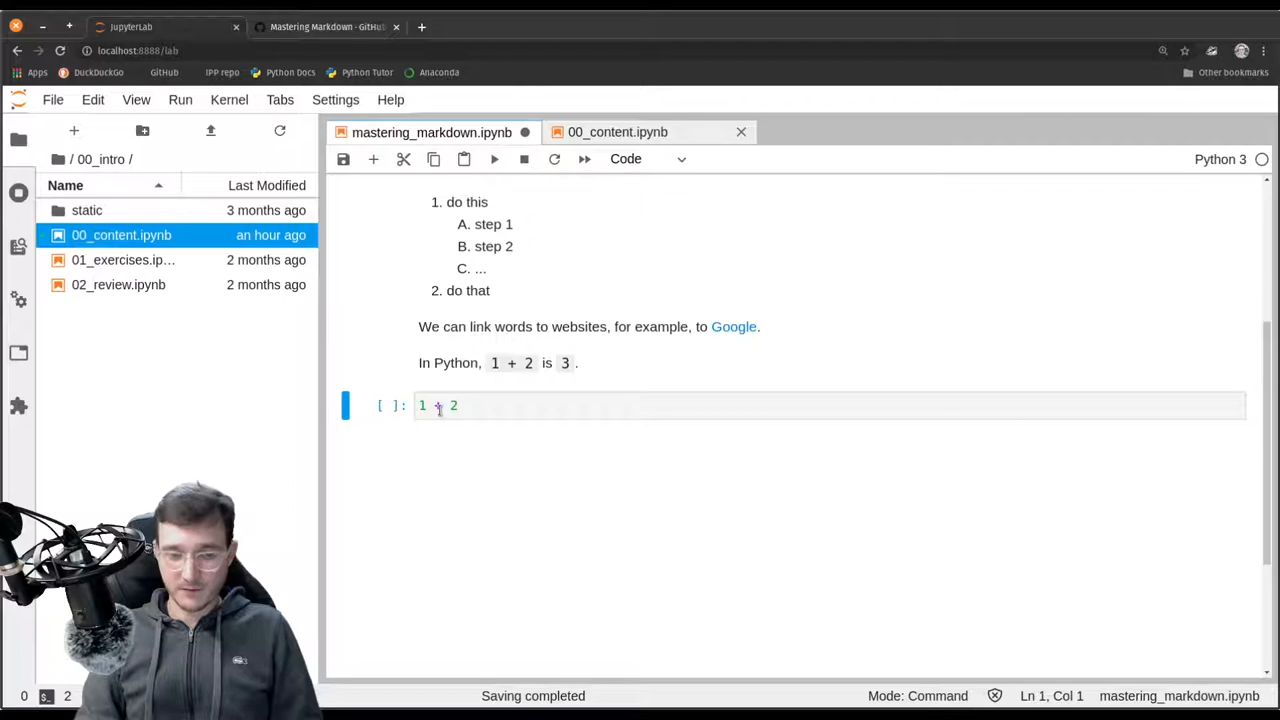 JupyterLab
Mastering Markdown · GitHu
localhost:8888/lab
Apps DuckDuckGo GitHub IPP repo Python Docs Python Tutor Anaconda Other bookmarks
File Edit View Run Kernel Tabs Settings Help
mastering_markdown.ipynb 00_content.ipynb
/ 00_intro /
Code Python 3
Name Last Modified
static 3 months ago
00_content.ipynb an hour ago
01_exercises.ip... 2 months ago
02_review.ipynb 2 months ago
1. do this
A. step 1
B. step 2
C. ...
2. do that
We can link words to websites, for example, to Google.
In Python, 1 + 2 is 3.
[ ]: 1 + 2
0 $_ 2 Saving completed Mode: Command Ln 1, Col 1 mastering_markdown.ipynb